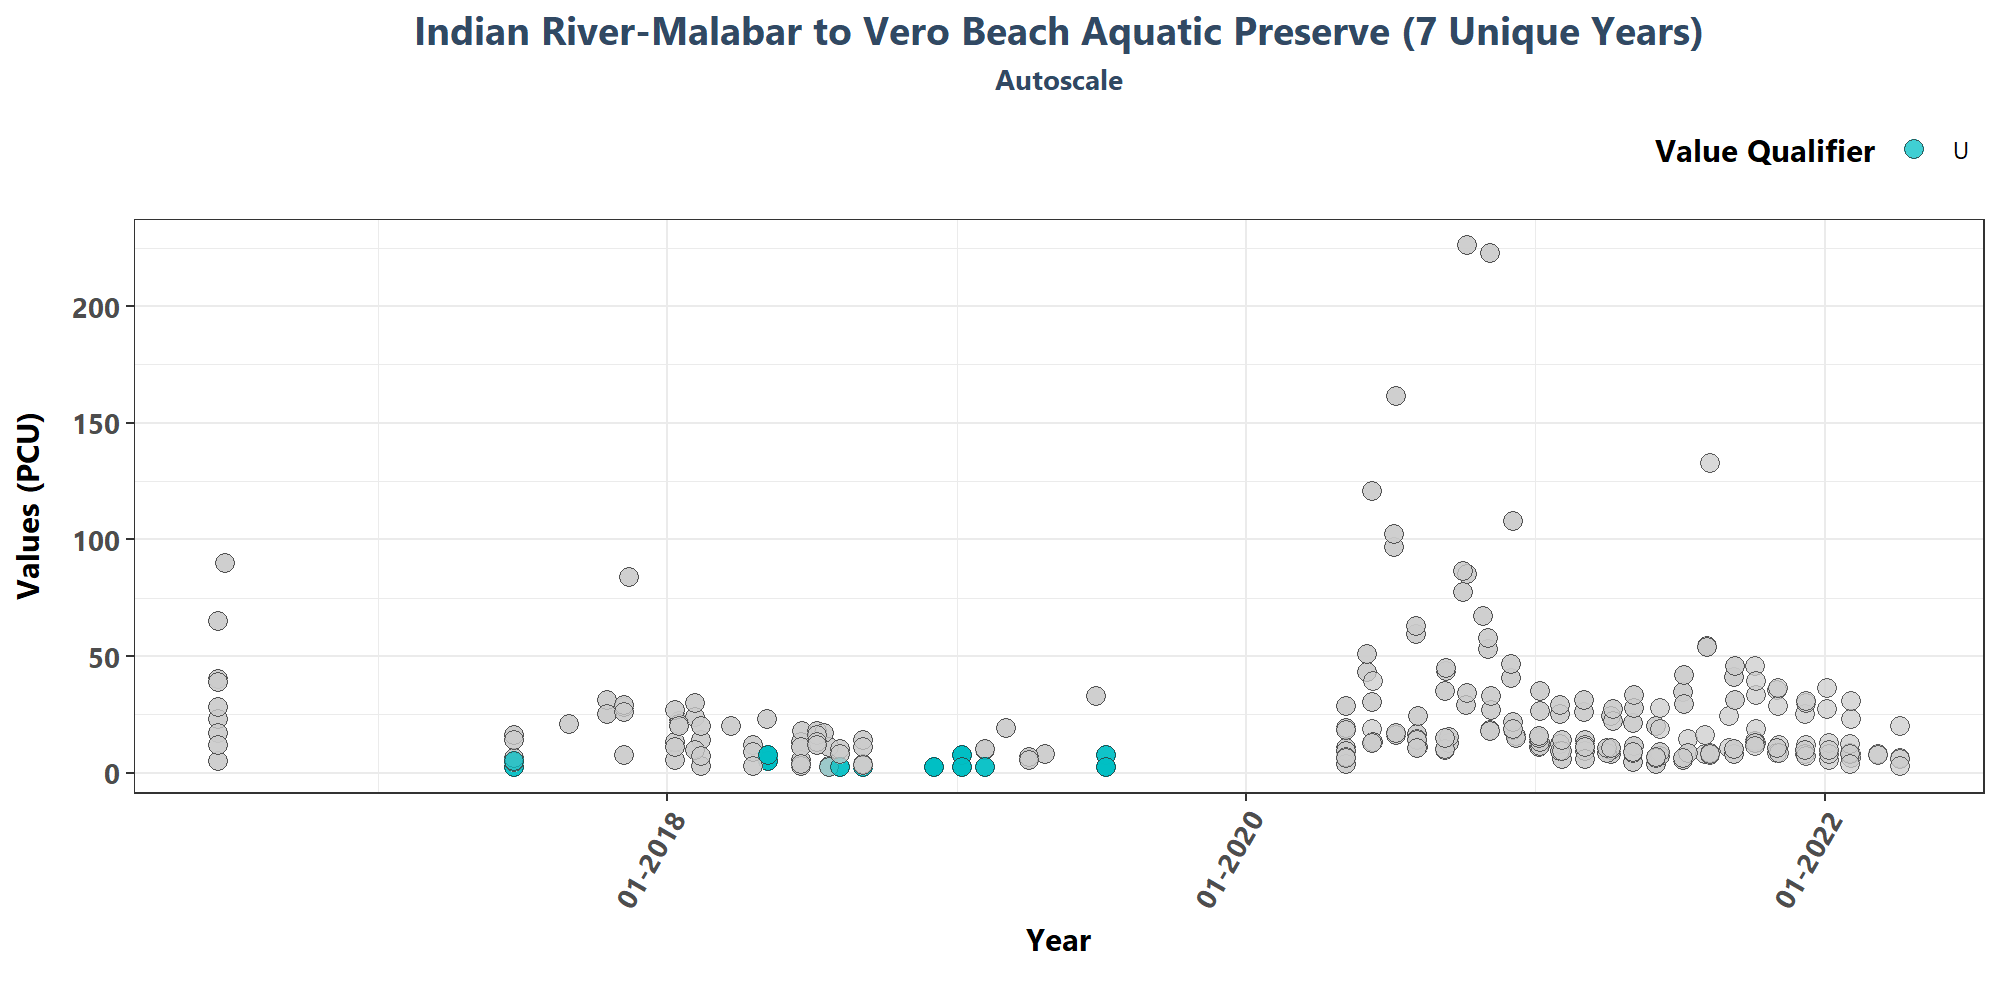 Indian River-Malabar to Vero Beach Aquatic Preserve (7 Unique Years)
Autoscale
Value Qualifier U
Values (PCU)
200
150
100
50
0
01-2018
01-2020
01-2022
Year